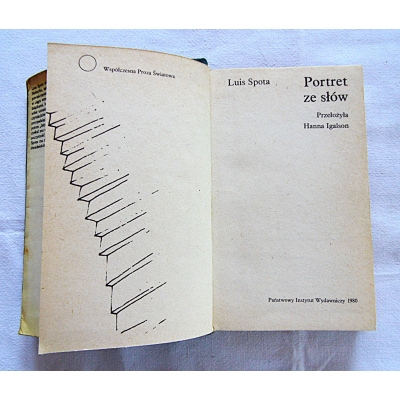 Współczesna Proza Światowa
Luis Spota
Portret
ze słów
Przełożyła
Hanna Igalson
Państwowy Instytut Wydawniczy 1980